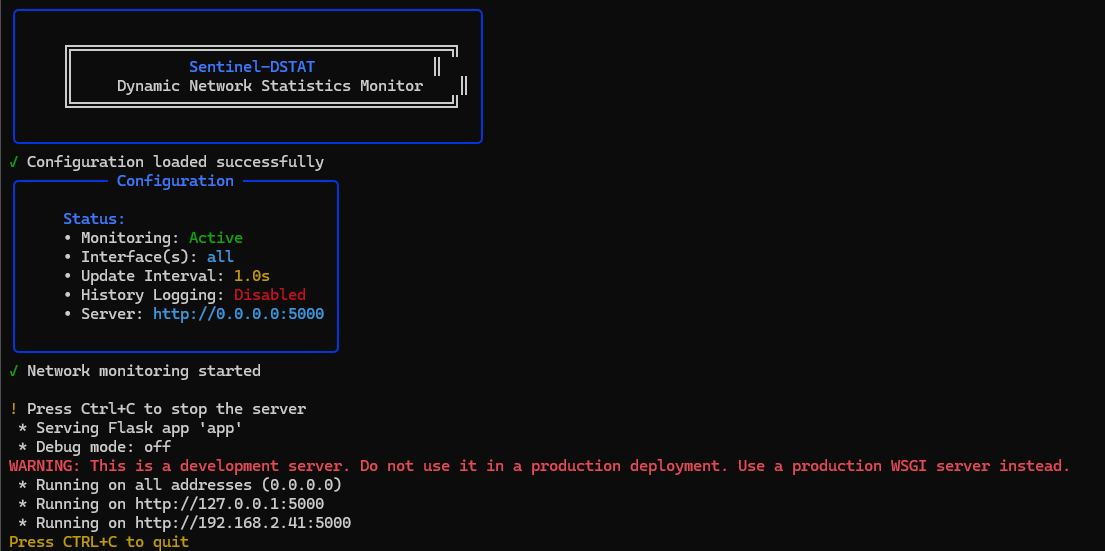 Sentinel-DSTAT
Dynamic Network Statistics Monitor
✓ Configuration loaded successfully
Configuration
Status:
• Monitoring: Active
• Interface(s): all
• Update Interval: 1.0s
• History Logging: Disabled
• Server: http://0.0.0.0:5000
✓ Network monitoring started
! Press Ctrl+C to stop the server
* Serving Flask app 'app'
* Debug mode: off
WARNING: This is a development server. Do not use it in a production deployment. Use a production WSGI server instead.
* Running on all addresses (0.0.0.0)
* Running on http://127.0.0.1:5000
* Running on http://192.168.2.41:5000
Press CTRL+C to quit